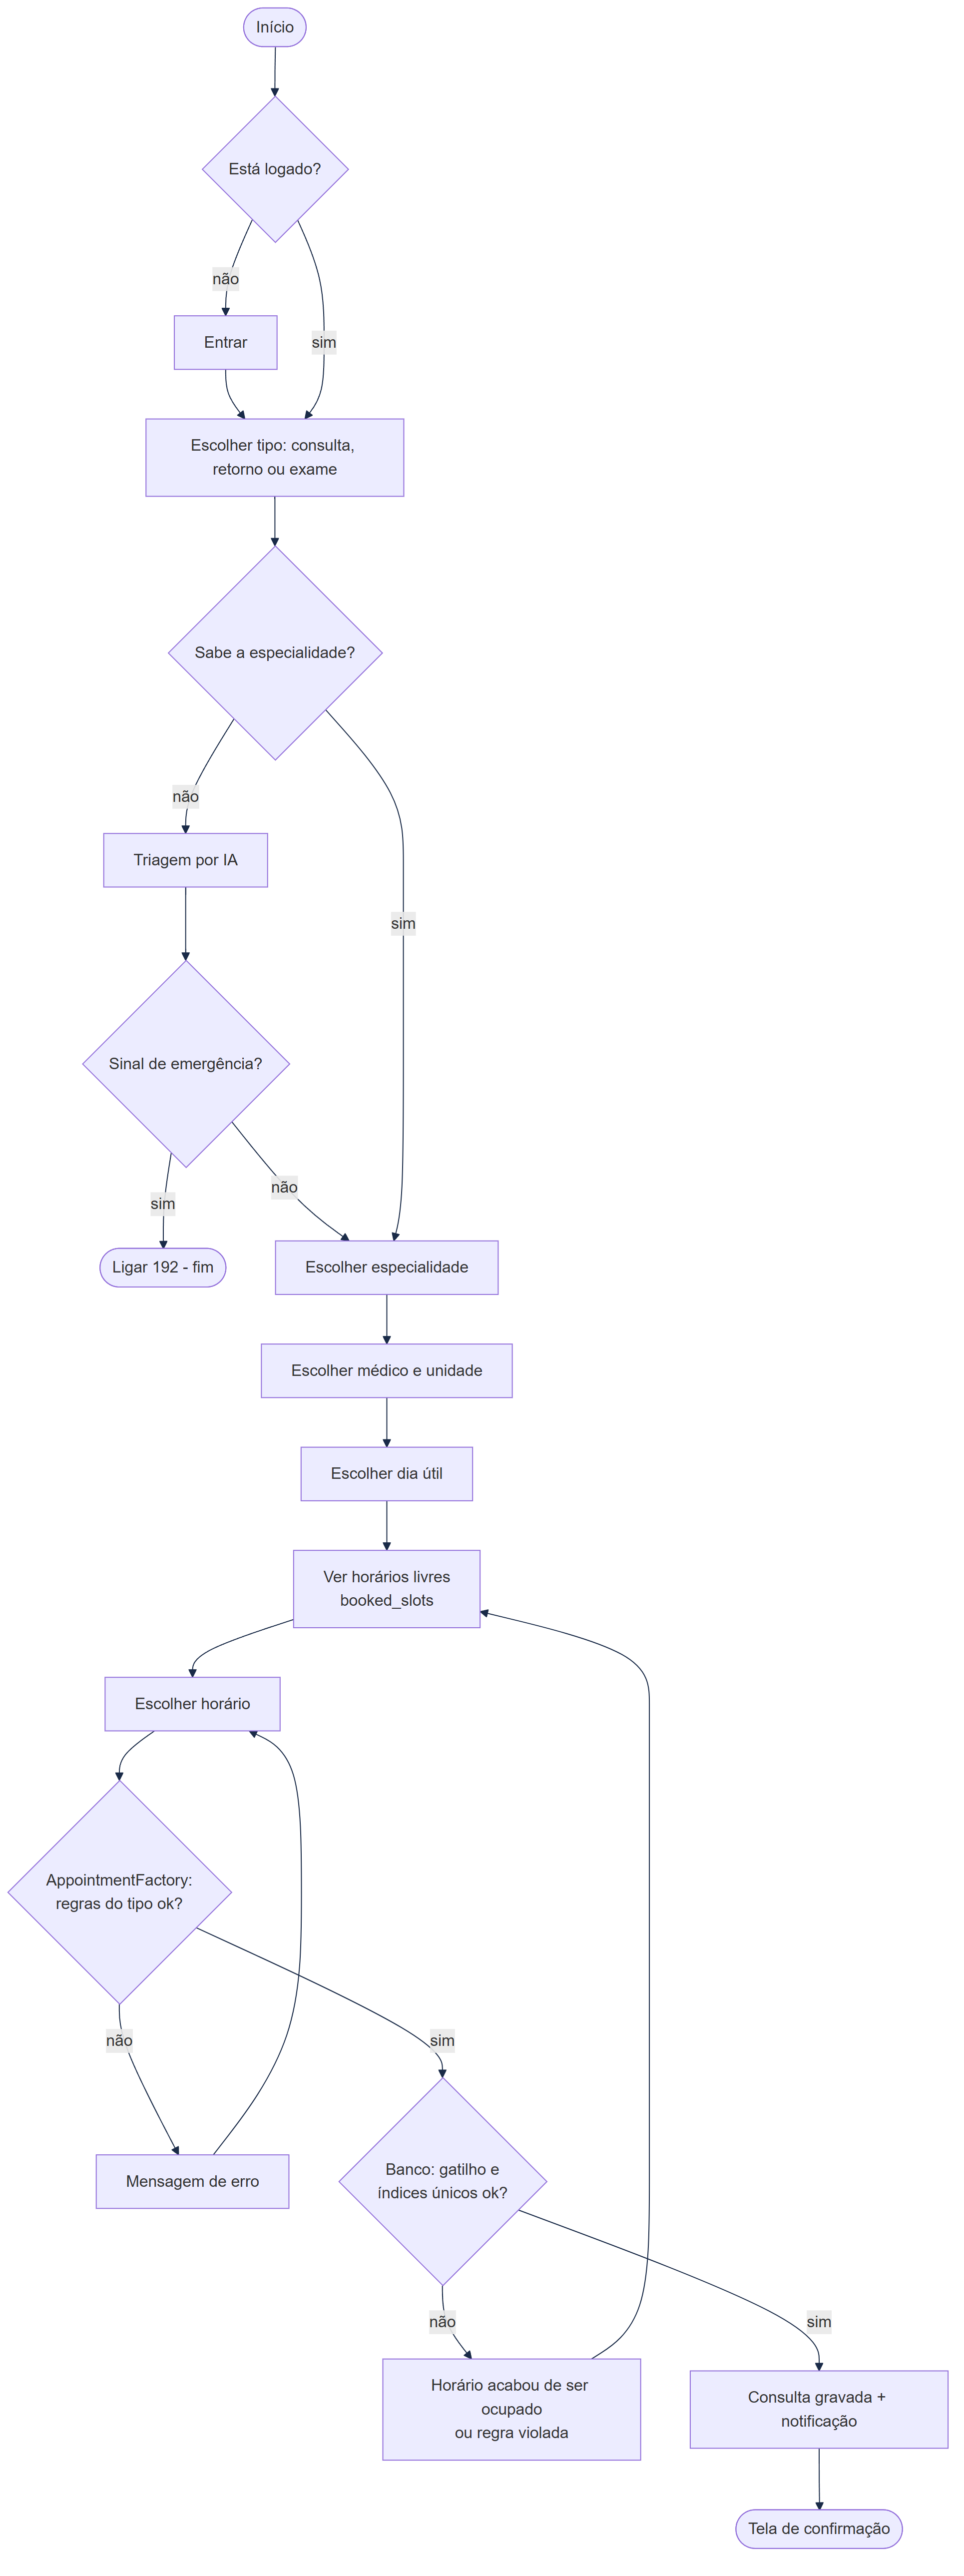 Início
Está logado?
não
sim
Entrar
Escolher tipo: consulta,
retorno ou exame
Sabe a especialidade?
não
Triagem por IA
sim
Sinal de emergência?
não
sim
Ligar 192 - fim
Escolher especialidade
Escolher médico e unidade
Escolher dia útil
Ver horários livres
booked_slots
Escolher horário
AppointmentFactory:
regras do tipo ok?
não
sim
Mensagem de erro
Banco: gatilho e
índices únicos ok?
não
sim
Horário acabou de ser
ocupado
ou regra violada
Consulta gravada +
notificação
Tela de confirmação